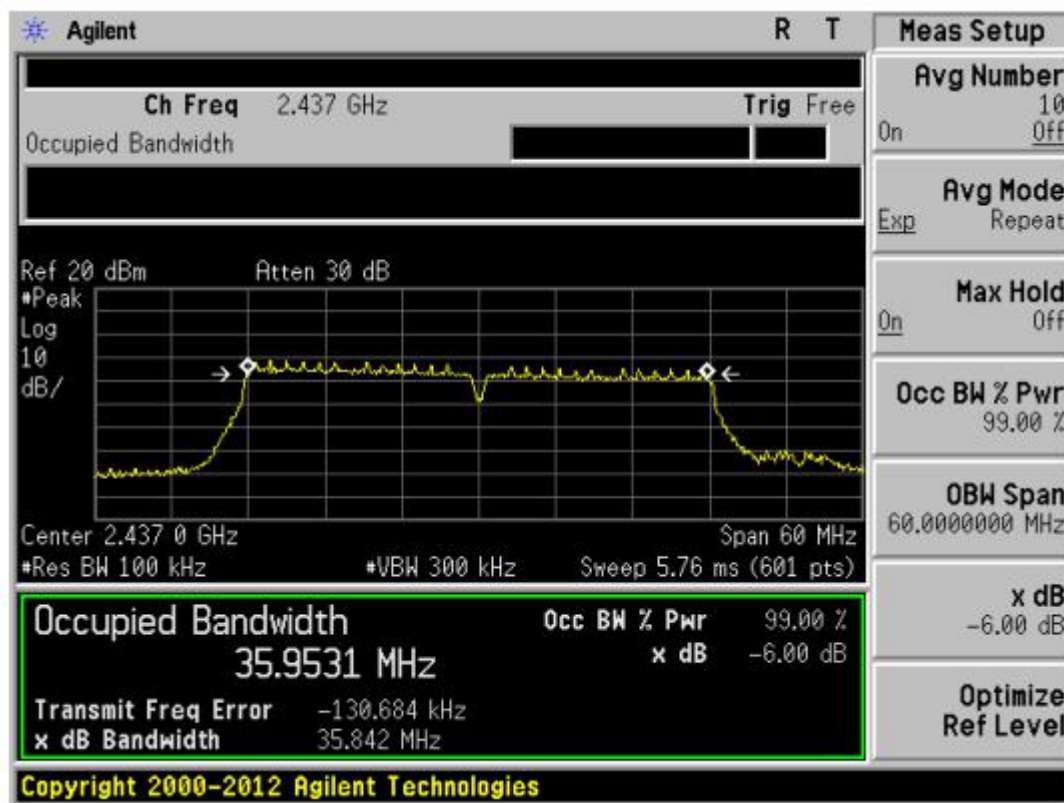 Agilent R T
Ch Freq 2.437 GHz Trig Free
Occupied Bandwidth
Ref 20 dBm Atten 30 dB
#Peak
Log
10
dB/
Center 2.437 0 GHz Span 60 MHz
#Res BW 100 kHz #VBW 300 kHz Sweep 5.76 ms (601 pts)
Occupied Bandwidth Occ BW % Pwr 99.00 %
35.9531 MHz x dB -6.00 dB
Transmit Freq Error -130.684 kHz
x dB Bandwidth 35.842 MHz
Copyright 2000-2012 Agilent Technologies
Meas Setup
Avg Number
10
On Off
Avg Mode
Exp Repeat
Max Hold
On Off
Occ BW % Pwr
99.00 %
OBW Span
60.0000000 MHz
x dB
-6.00 dB
Optimize
Ref Level